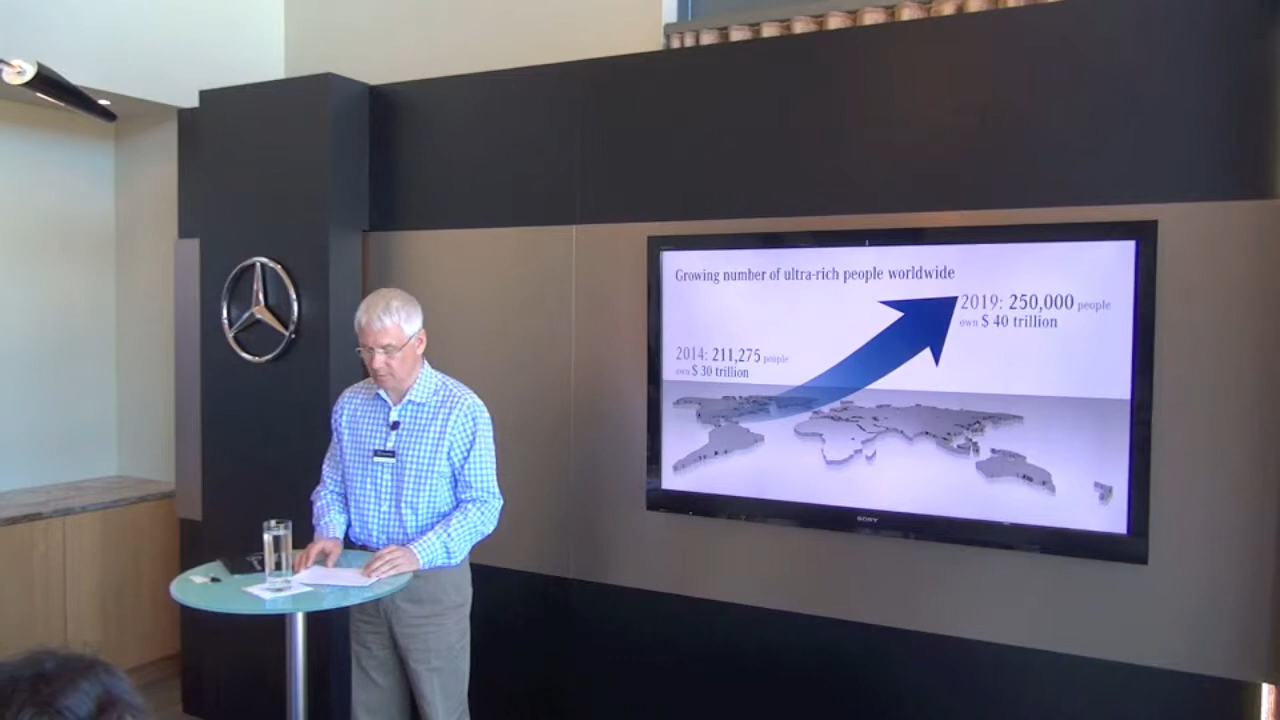 Growing number of ultra-rich people worldwide
2019: 250,000 people
own $ 40 trillion
2014: 211,275 people
own $ 30 trillion
SONY